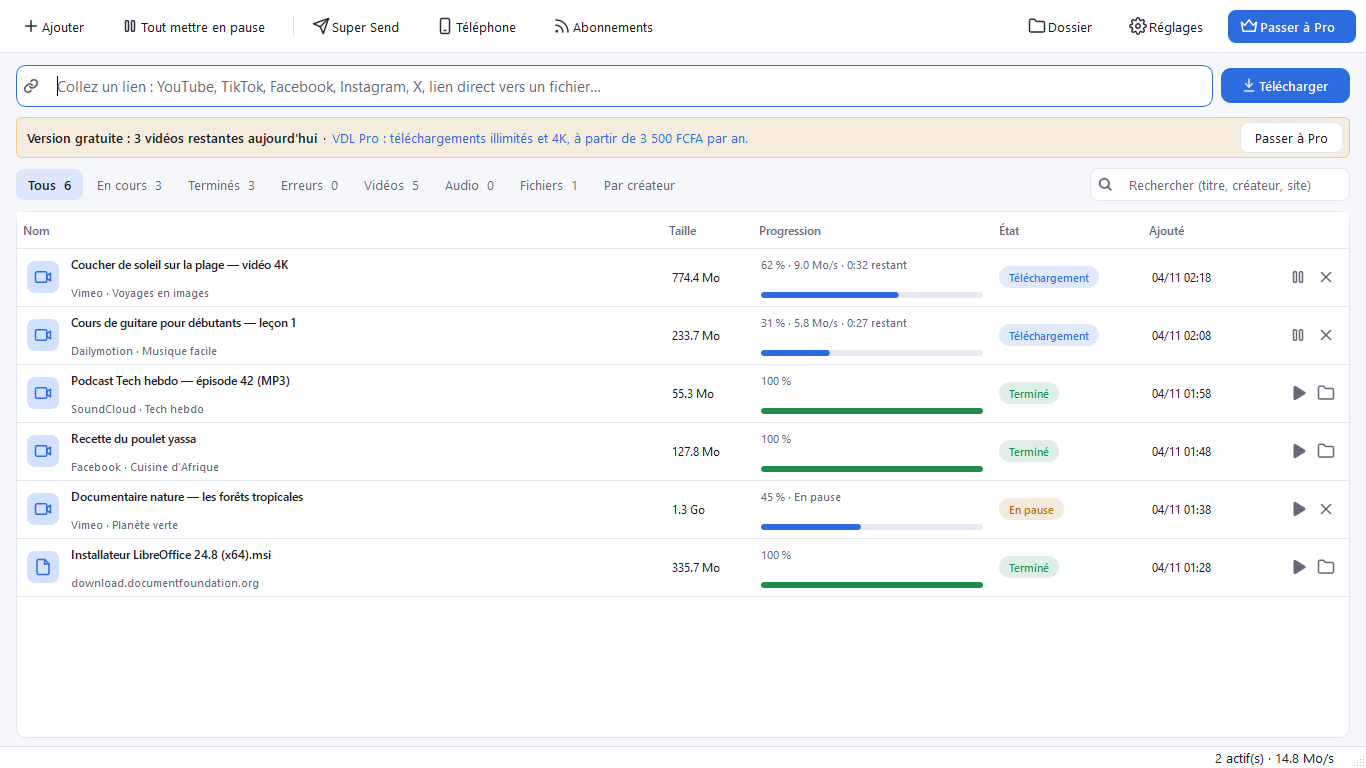 Ajouter Tout mettre en pause Super Send Téléphone Abonnements Dossier Réglages Passer à Pro
Collez un lien : YouTube, TikTok, Facebook, Instagram, X, lien direct vers un fichier... Télécharger
Version gratuite : 3 vidéos restantes aujourd'hui · VDL Pro : téléchargements illimités et 4K, à partir de 3 500 FCFA par an. Passer à Pro
Tous 6 En cours 3 Terminés 3 Erreurs 0 Vidéos 5 Audio 0 Fichiers 1 Par créateur Rechercher (titre, créateur, site)
Nom Taille Progression État Ajouté
Coucher de soleil sur la plage — vidéo 4K
Vimeo · Voyages en images
774.4 Mo
62 % · 9.0 Mo/s · 0:32 restant
Téléchargement
04/11 02:18
Cours de guitare pour débutants — leçon 1
Dailymotion · Musique facile
233.7 Mo
31 % · 5.8 Mo/s · 0:27 restant
Téléchargement
04/11 02:08
Podcast Tech hebdo — épisode 42 (MP3)
SoundCloud · Tech hebdo
55.3 Mo
100 %
Terminé
04/11 01:58
Recette du poulet yassa
Facebook · Cuisine d'Afrique
127.8 Mo
100 %
Terminé
04/11 01:48
Documentaire nature — les forêts tropicales
Vimeo · Planète verte
1.3 Go
45 % · En pause
En pause
04/11 01:38
Installateur LibreOffice 24.8 (x64).msi
download.documentfoundation.org
335.7 Mo
100 %
Terminé
04/11 01:28
2 actif(s) · 14.8 Mo/s